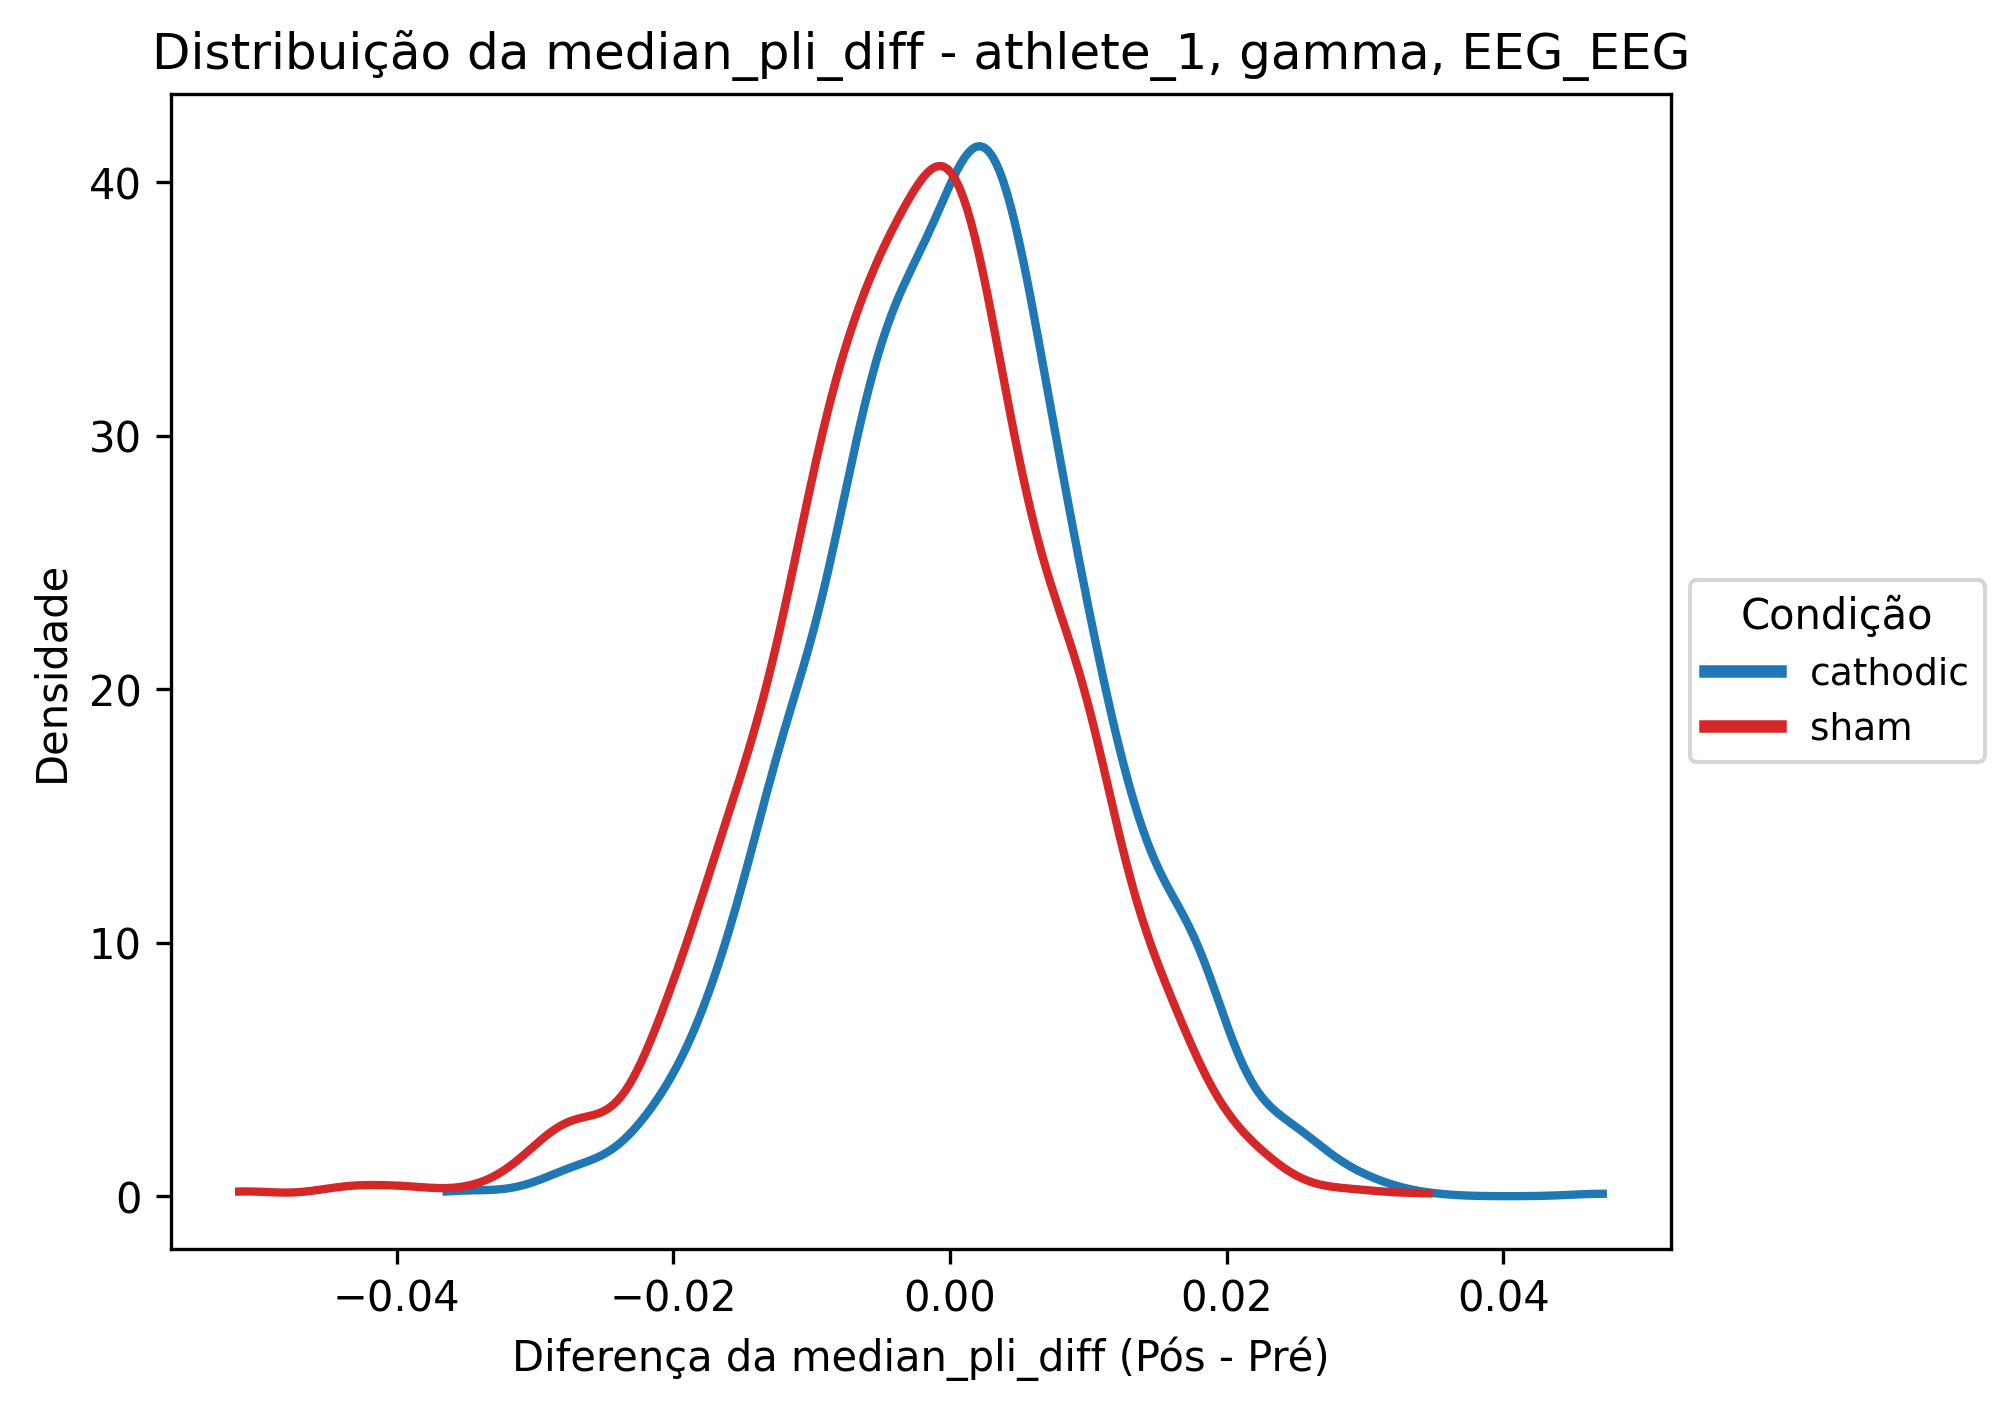 Distribuição da median_pli_diff - athlete_1, gamma, EEG_EEG
Densidade
40
30
20
10
0
−0.04
−0.02
0.00
0.02
0.04
Diferença da median_pli_diff (Pós - Pré)
Condição
cathodic
sham